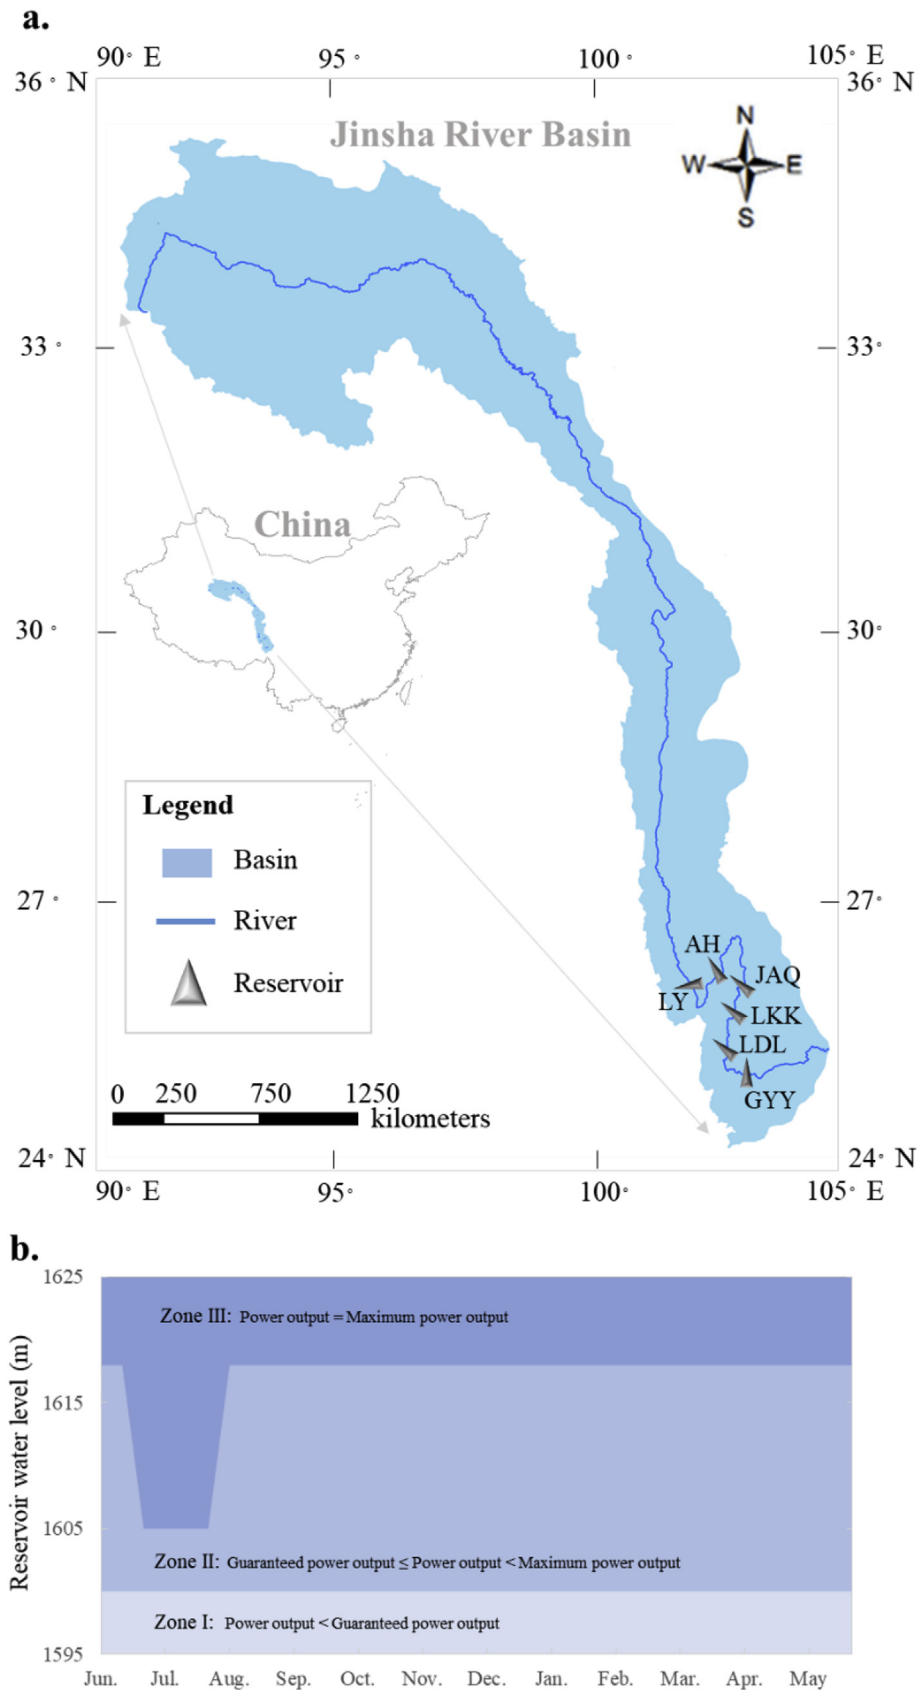 a.
90° E 95° 100° 105° E
36° N 36° N
Jinsha River Basin
N
W E
S
33° 33°
China
30° 30°
Legend
Basin
27° 27°
River
AH
Reservoir
JAQ
LY
LKK
LDL
0 250 750 1250
GYY
kilometers
24° N 24° N
90° E 95° 100° 105° E
b.
1625
Zone III: Power output = Maximum power output
1615
Reservoir water level (m)
1605
Zone II: Guaranteed power output ≤ Power output < Maximum power output
Zone I: Power output < Guaranteed power output
1595
Jun. Jul. Aug. Sep. Oct. Nov. Dec. Jan. Feb. Mar. Apr. May